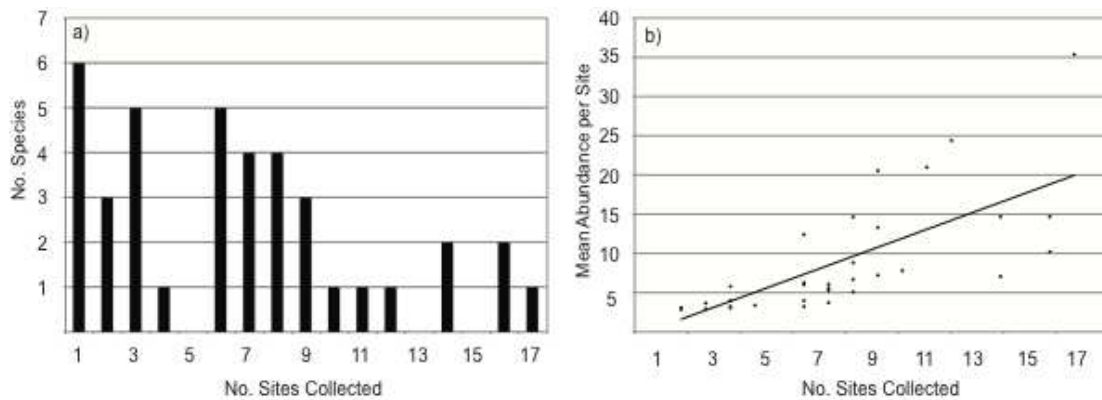 a)
No. Species
7
6
5
4
3
2
1
1 3 5 7 9 11 13 15 17
No. Sites Collected
b)
Mean Abundance per Site
40
35
30
25
20
15
10
5
1 3 5 7 9 11 13 15 17
No. Sites Collected